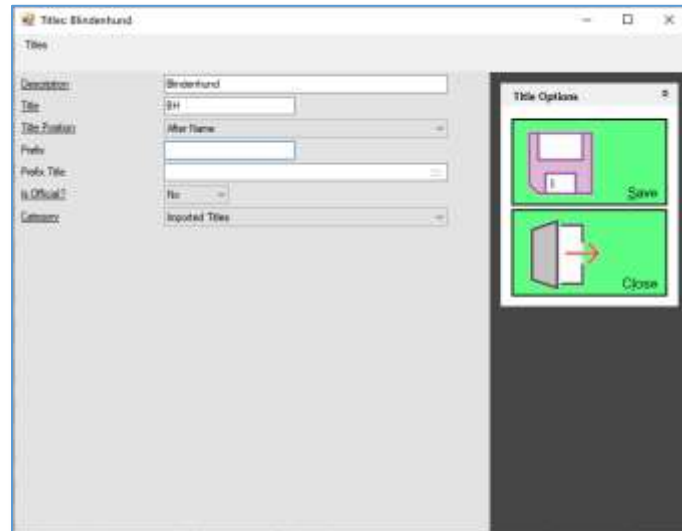 Titles: Blindenhund
Titles
Description Blindenhund
Title BH
Title Position After Name
Prefix
Prefix Title
Is Official? No
Category Imported Titles
Title Options
Save
Close